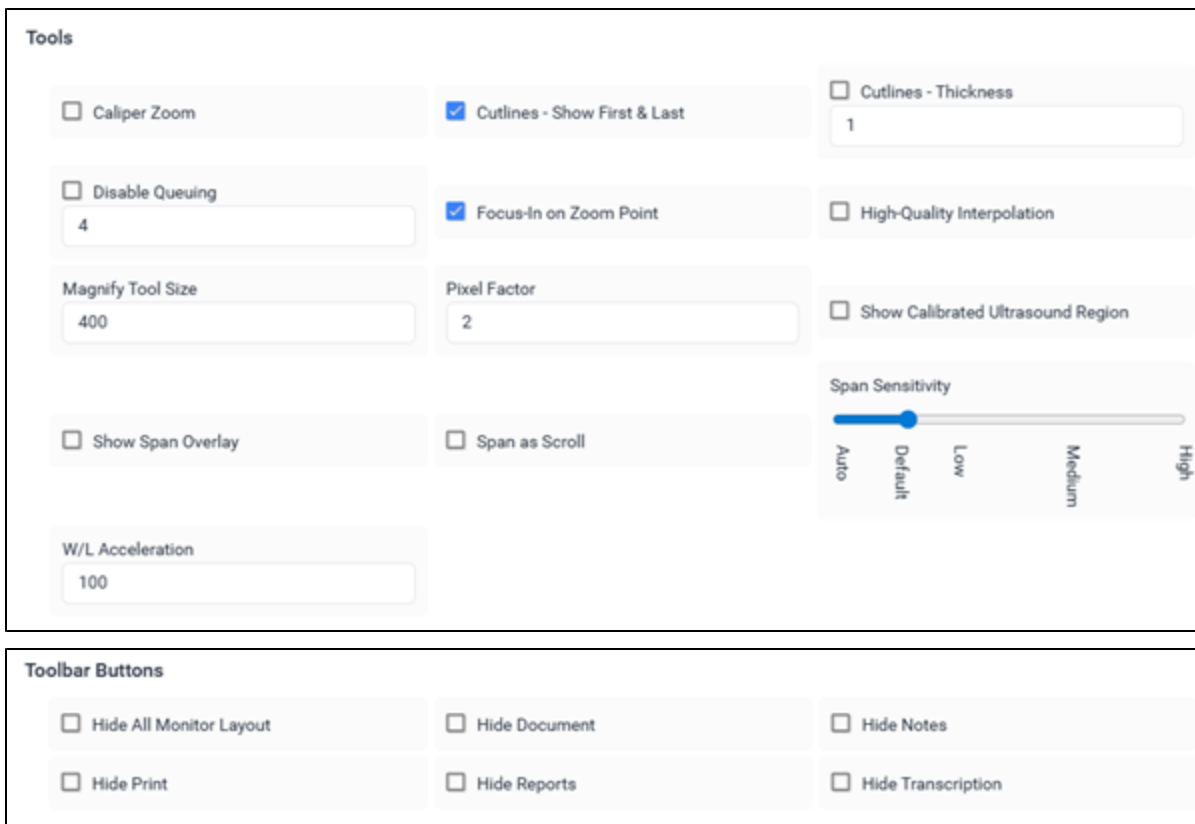 Tools
Caliper Zoom
Cutlines - Show First & Last
Cutlines - Thickness
1
Disable Queuing
4
Focus-In on Zoom Point
High-Quality Interpolation
Magnify Tool Size
400
Pixel Factor
2
Show Calibrated Ultrasound Region
Show Span Overlay
Span as Scroll
Span Sensitivity
Auto
Default
Low
Medium
High
W/L Acceleration
100
Toolbar Buttons
Hide All Monitor Layout
Hide Document
Hide Notes
Hide Print
Hide Reports
Hide Transcription